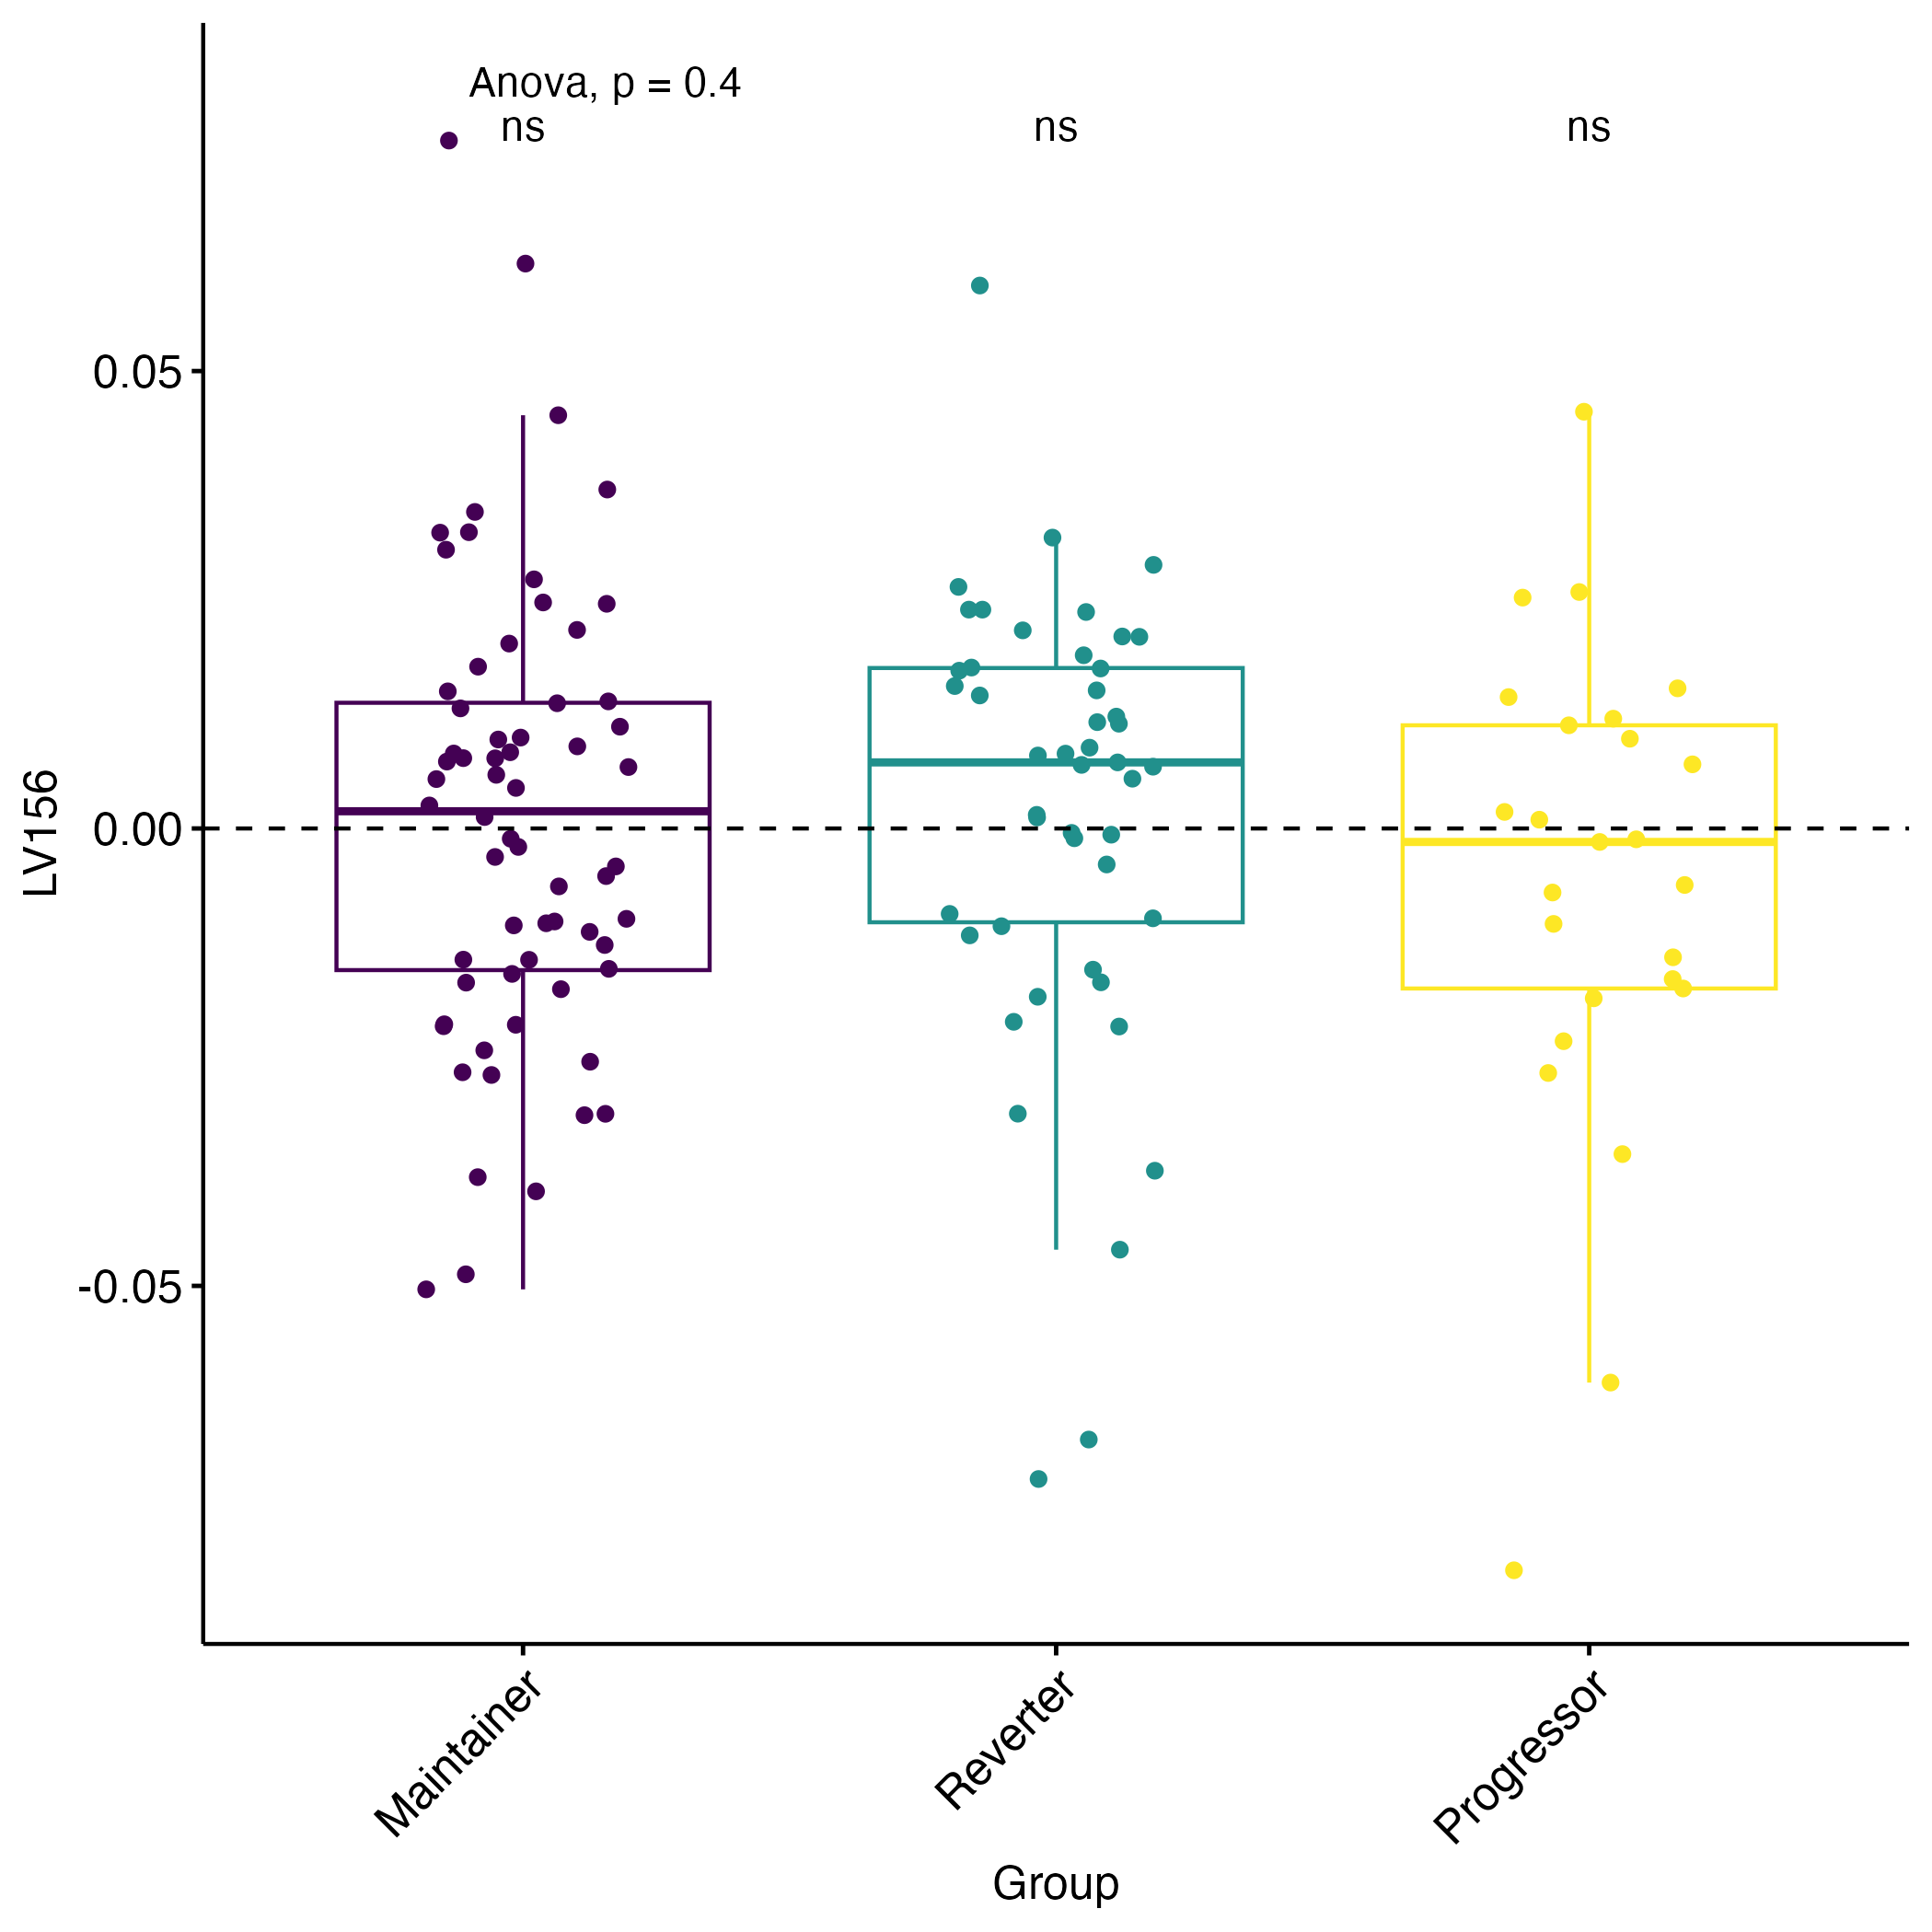 Anova, p = 0.4
ns ns ns
0.05
0.00
-0.05
LV156
Maintainer
Reverter
Progressor
Group